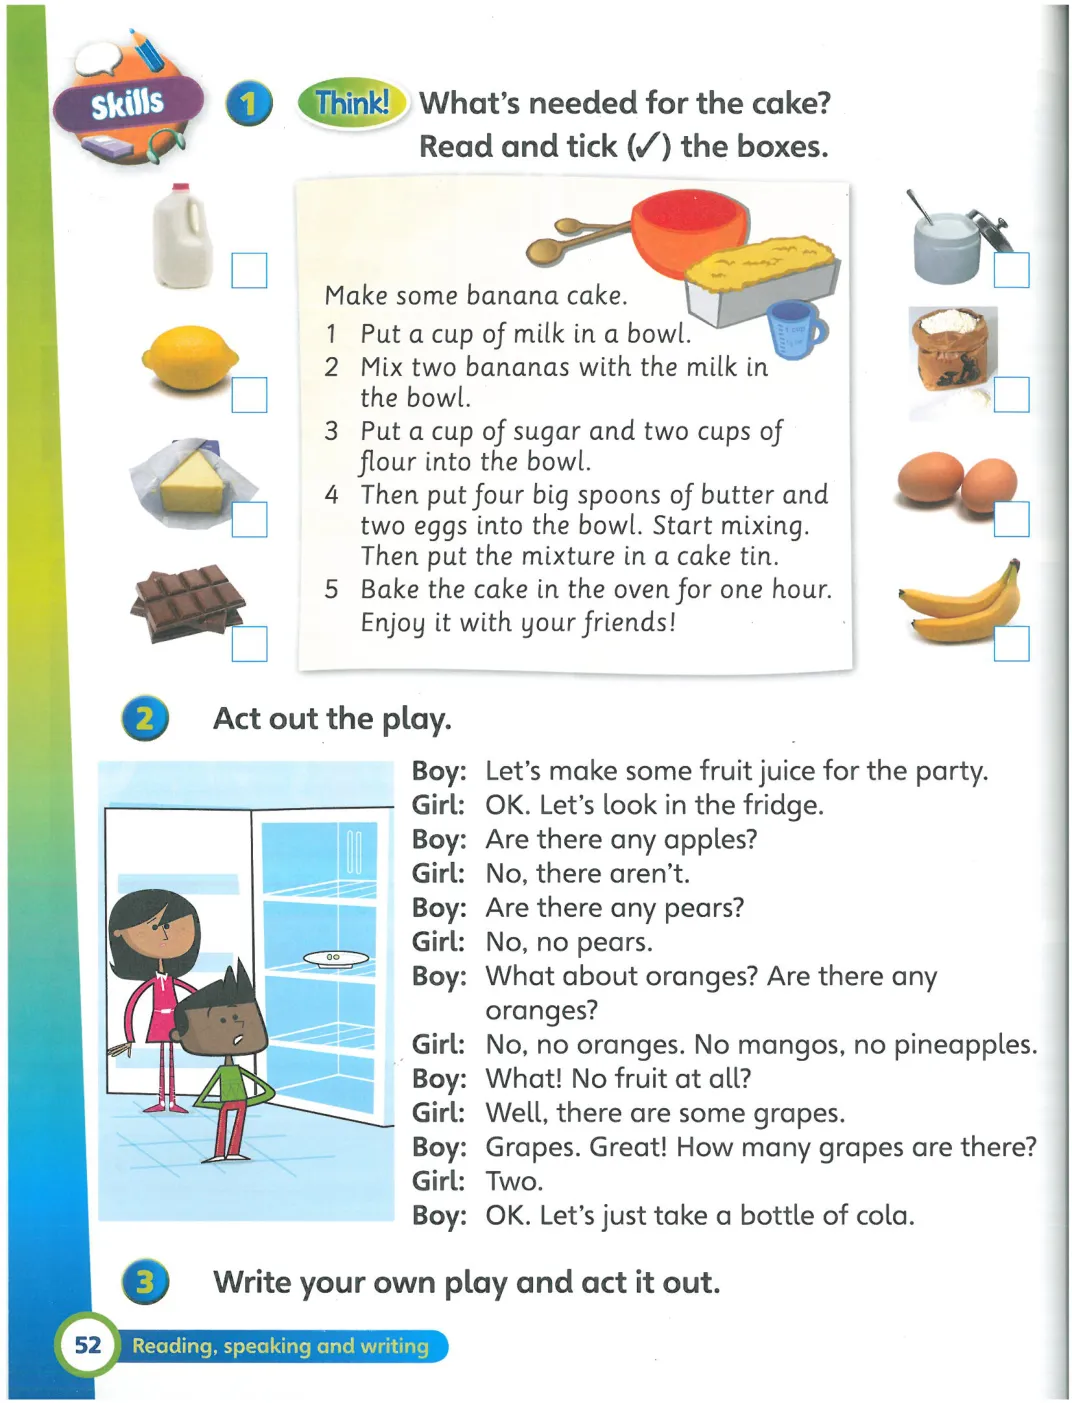 Skills
1 Think! What's needed for the cake?
Read and tick (✓) the boxes.
Make some banana cake.
1 Put a cup of milk in a bowl.
2 Mix two bananas with the milk in
the bowl.
3 Put a cup of sugar and two cups of
flour into the bowl.
4 Then put four big spoons of butter and
two eggs into the bowl. Start mixing.
Then put the mixture in a cake tin.
5 Bake the cake in the oven for one hour.
Enjoy it with your friends!
2 Act out the play.
Boy: Let's make some fruit juice for the party.
Girl: OK. Let's look in the fridge.
Boy: Are there any apples?
Girl: No, there aren't.
Boy: Are there any pears?
Girl: No, no pears.
Boy: What about oranges? Are there any
oranges?
Girl: No, no oranges. No mangos, no pineapples.
Boy: What! No fruit at all?
Girl: Well, there are some grapes.
Boy: Grapes. Great! How many grapes are there?
Girl: Two.
Boy: OK. Let's just take a bottle of cola.
3 Write your own play and act it out.
52 Reading, speaking and writing